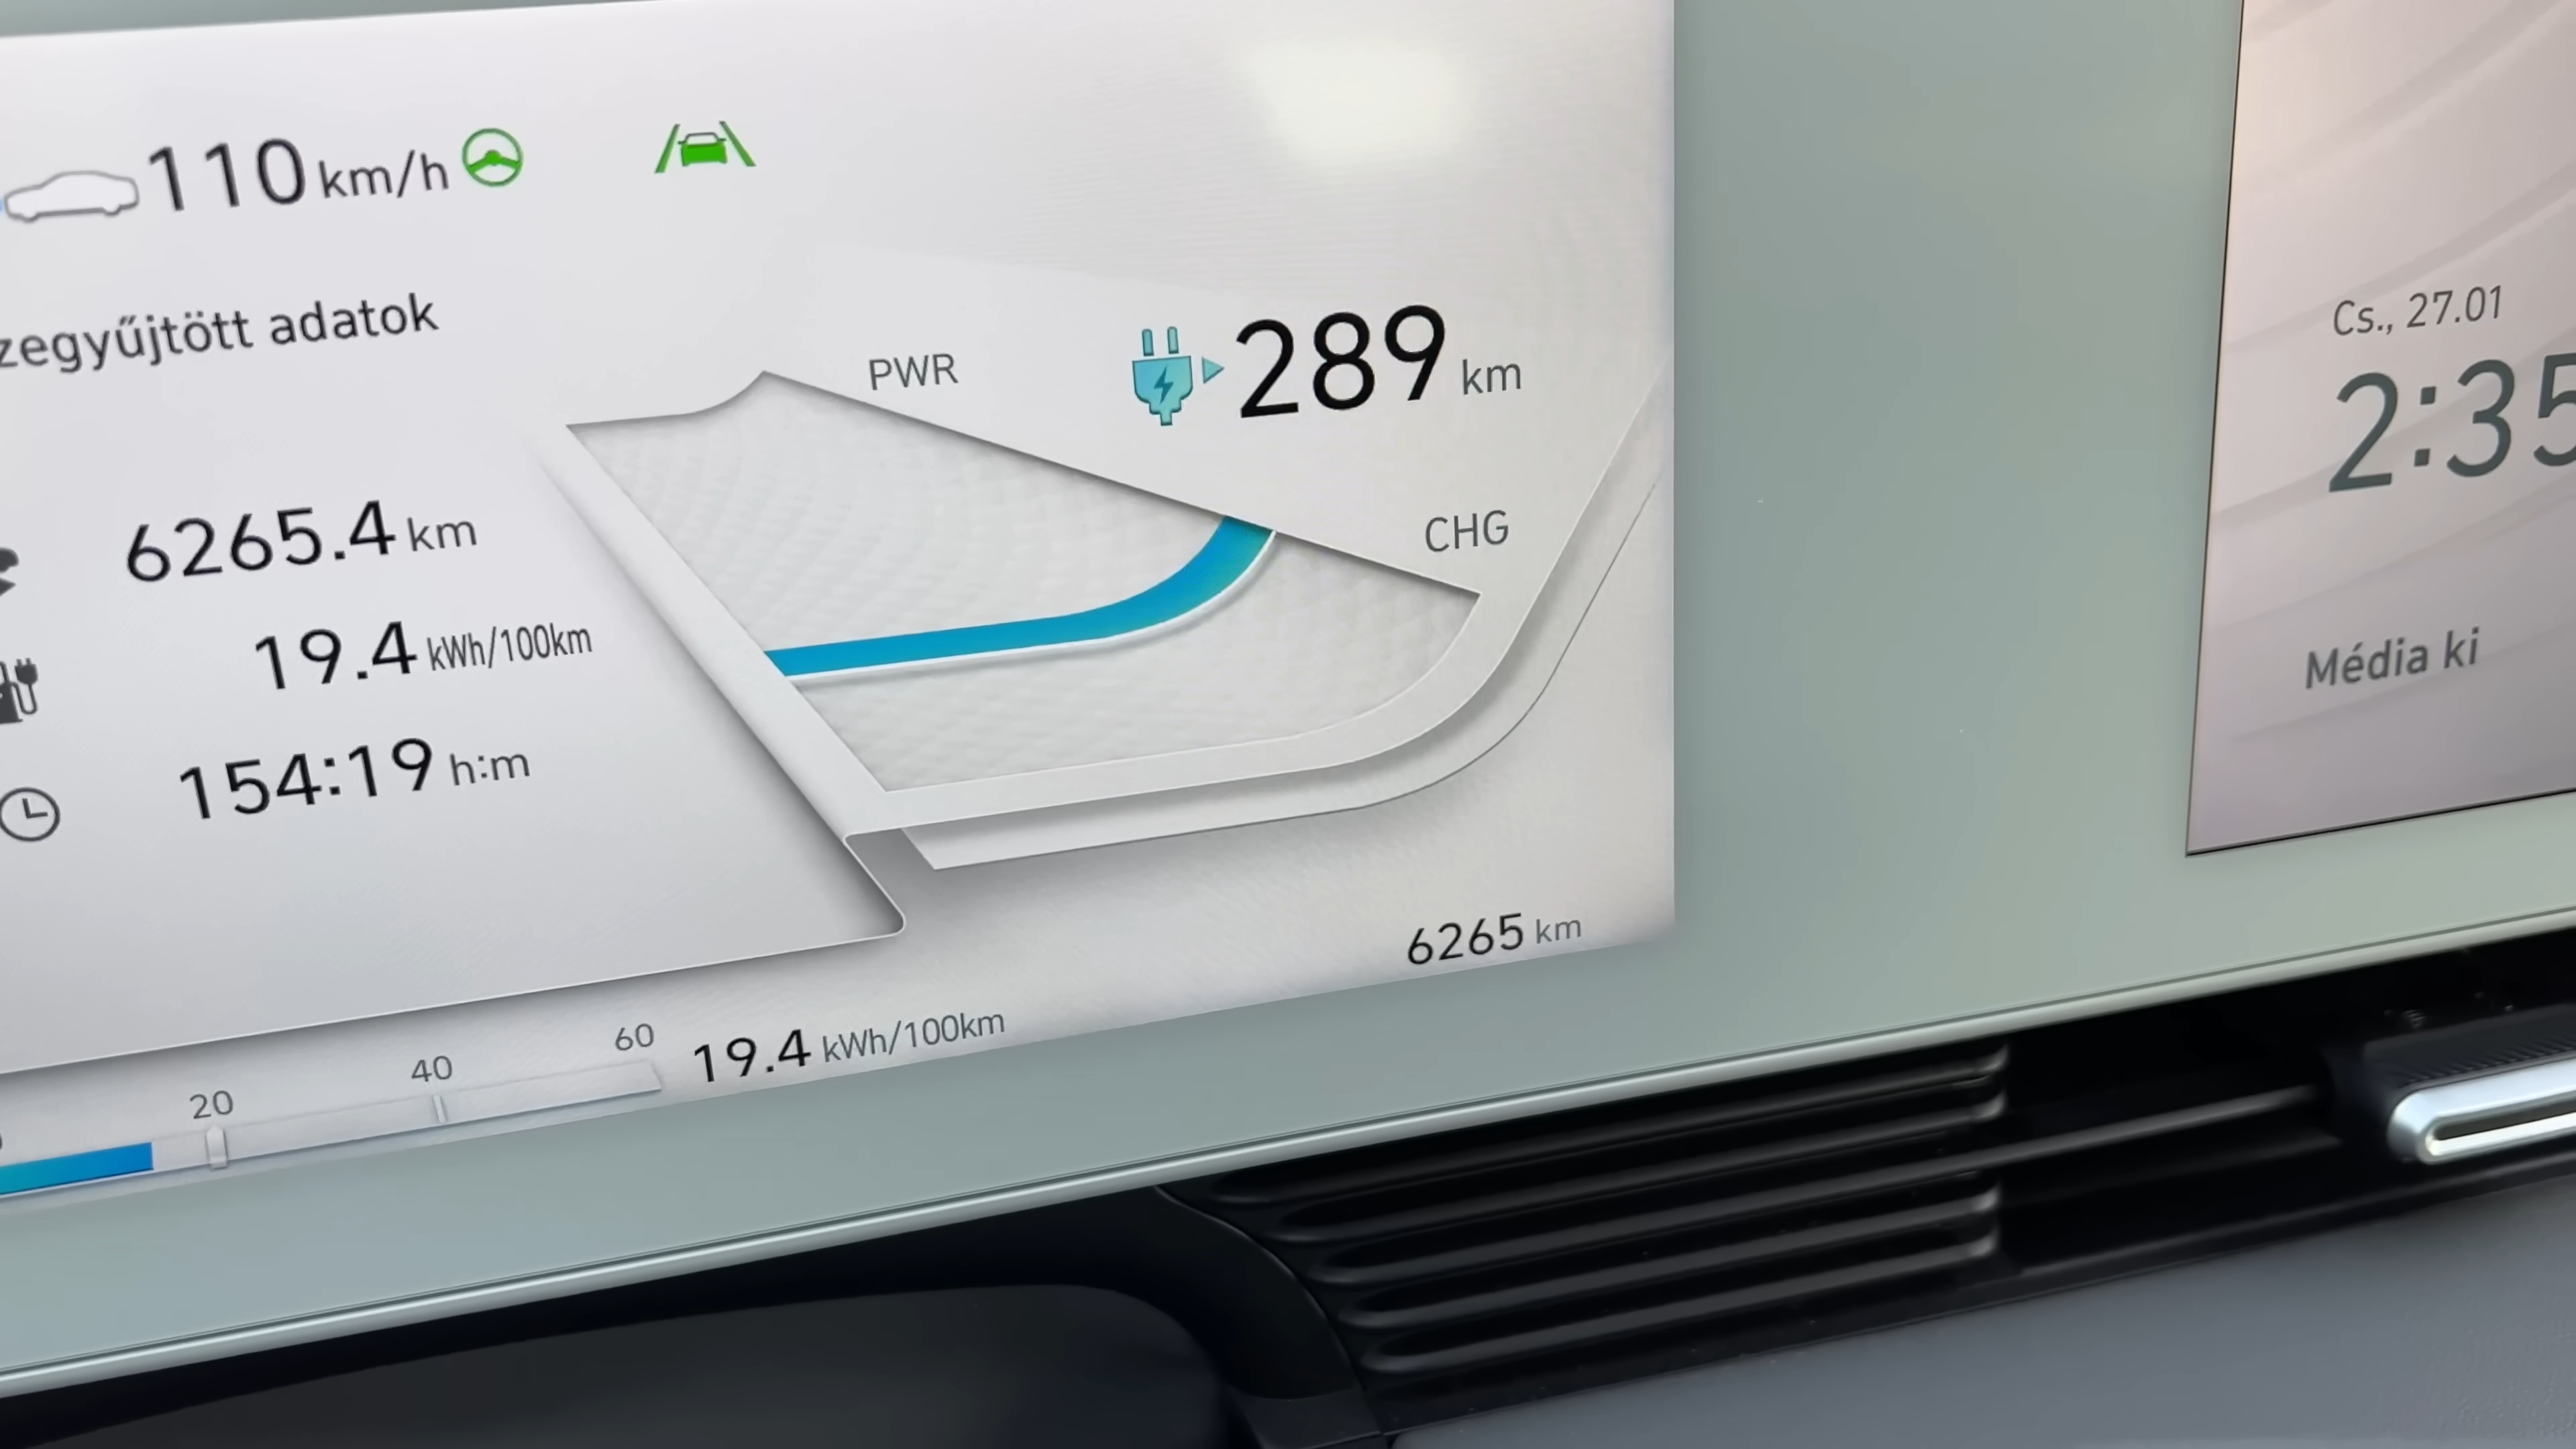 110 km/h
zegyűjtött adatok
PWR
289 km
CHG
6265.4 km
19.4 kWh/100km
154:19 h:m
6265 km
20
40
60
19.4 kWh/100km
Cs., 27.01
2:35
Média ki